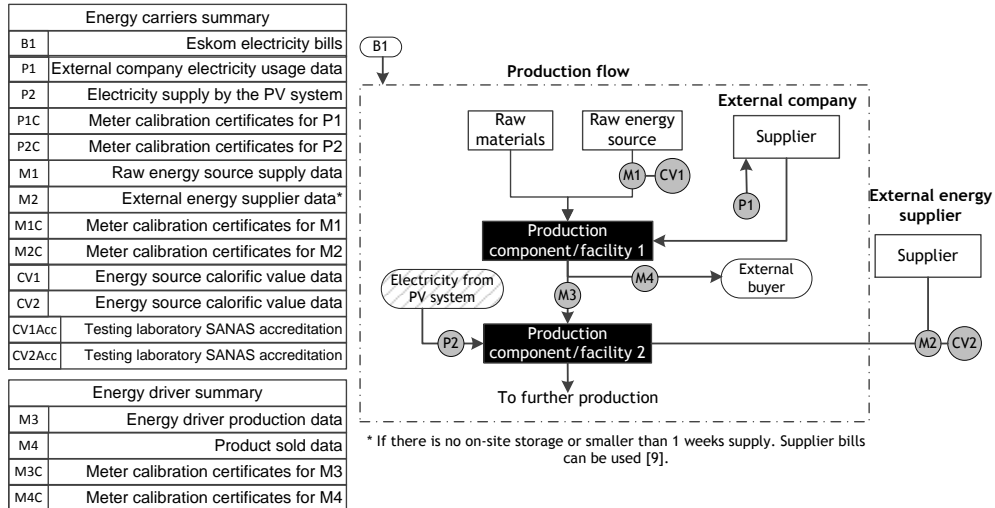 Energy carriers summary
B1 Eskom electricity bills
P1 External company electricity usage data
P2 Electricity supply by the PV system
P1C Meter calibration certificates for P1
P2C Meter calibration certificates for P2
M1 Raw energy source supply data
M2 External energy supplier data*
M1C Meter calibration certificates for M1
M2C Meter calibration certificates for M2
CV1 Energy source calorific value data
CV2 Energy source calorific value data
CV1Acc Testing laboratory SANAS accreditation
CV2Acc Testing laboratory SANAS accreditation
Energy driver summary
M3 Energy driver production data
M4 Product sold data
M3C Meter calibration certificates for M3
M4C Meter calibration certificates for M4
B1
Production flow
External company
Raw
materials
Raw energy
source
Supplier
M1
CV1
P1
External energy
supplier
Production
component/facility 1
Supplier
Electricity from
PV system
M3
M4
External
buyer
P2
Production
component/facility 2
M2
CV2
To further production
* If there is no on-site storage or smaller than 1 weeks supply. Supplier bills
can be used [9].